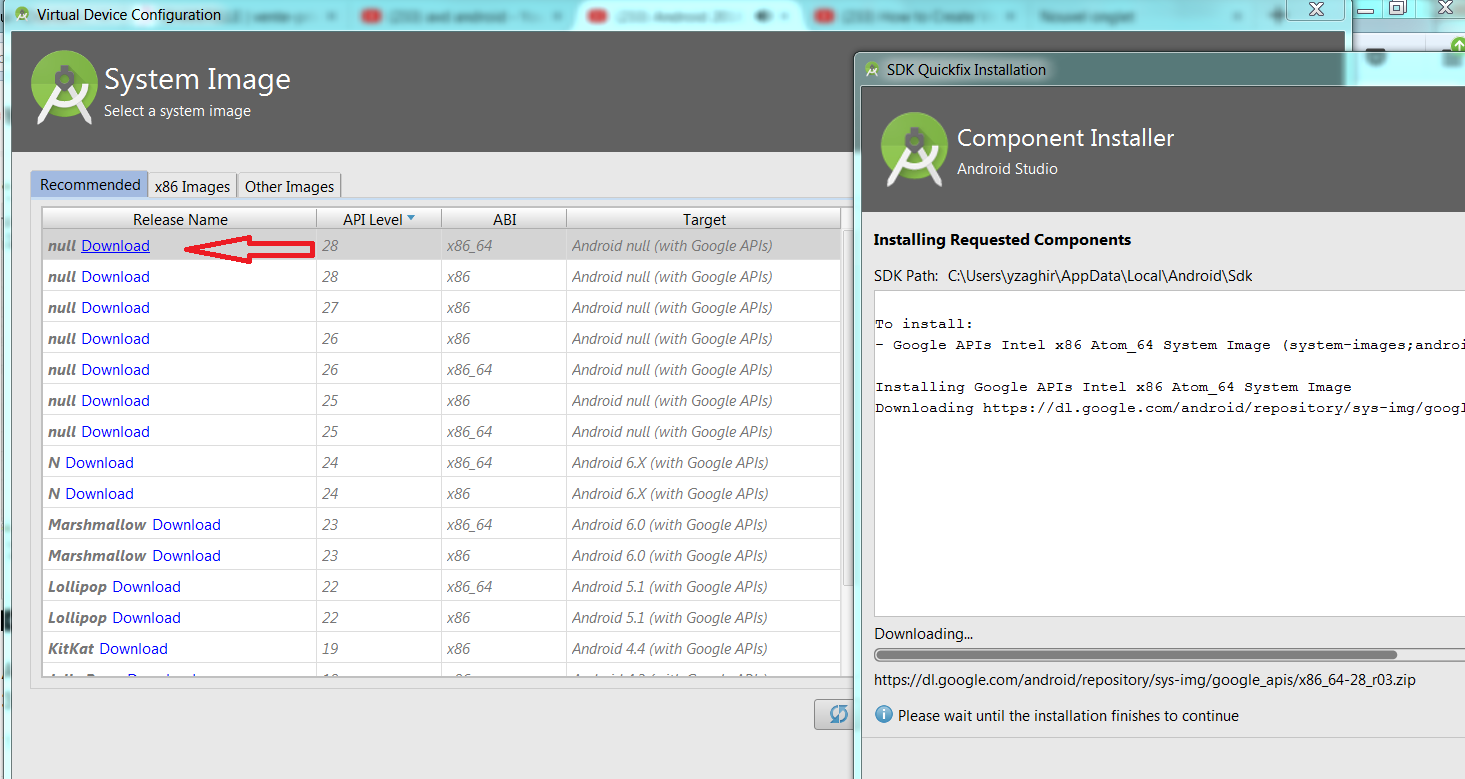 Virtual Device Configuration
System Image
Select a system image
Recommended x86 Images Other Images
Release Name API Level ABI Target
null Download 28 x86_64 Android null (with Google APIs)
null Download 28 x86 Android null (with Google APIs)
null Download 27 x86 Android null (with Google APIs)
null Download 26 x86 Android null (with Google APIs)
null Download 26 x86_64 Android null (with Google APIs)
null Download 25 x86 Android null (with Google APIs)
null Download 25 x86_64 Android null (with Google APIs)
N Download 24 x86_64 Android 6.X (with Google APIs)
N Download 24 x86 Android 6.X (with Google APIs)
Marshmallow Download 23 x86_64 Android 6.0 (with Google APIs)
Marshmallow Download 23 x86 Android 6.0 (with Google APIs)
Lollipop Download 22 x86_64 Android 5.1 (with Google APIs)
Lollipop Download 22 x86 Android 5.1 (with Google APIs)
KitKat Download 19 x86 Android 4.4 (with Google APIs)
SDK Quickfix Installation
Component Installer
Android Studio
Installing Requested Components
SDK Path: C:\Users\yzaghir\AppData\Local\Android\Sdk
To install:
- Google APIs Intel x86 Atom_64 System Image (system-images;androi
Installing Google APIs Intel x86 Atom_64 System Image
Downloading https://dl.google.com/android/repository/sys-img/googl
Downloading...
https://dl.google.com/android/repository/sys-img/google_apis/x86_64-28_r03.zip
Please wait until the installation finishes to continue